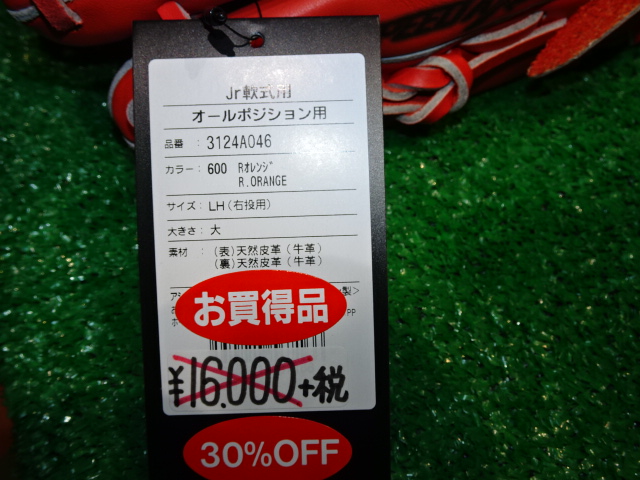 Jr軟式用
オールポジション用
品番 : 3124A046
カラー : 600 Rオレンジ
R.ORANGE
サイズ : LH(右投用)
大きさ : 大
素材 : (表)天然皮革(牛革)
(裏)天然皮革(牛革)
製>
お買得品
PP
¥16,000+税
30%OFF